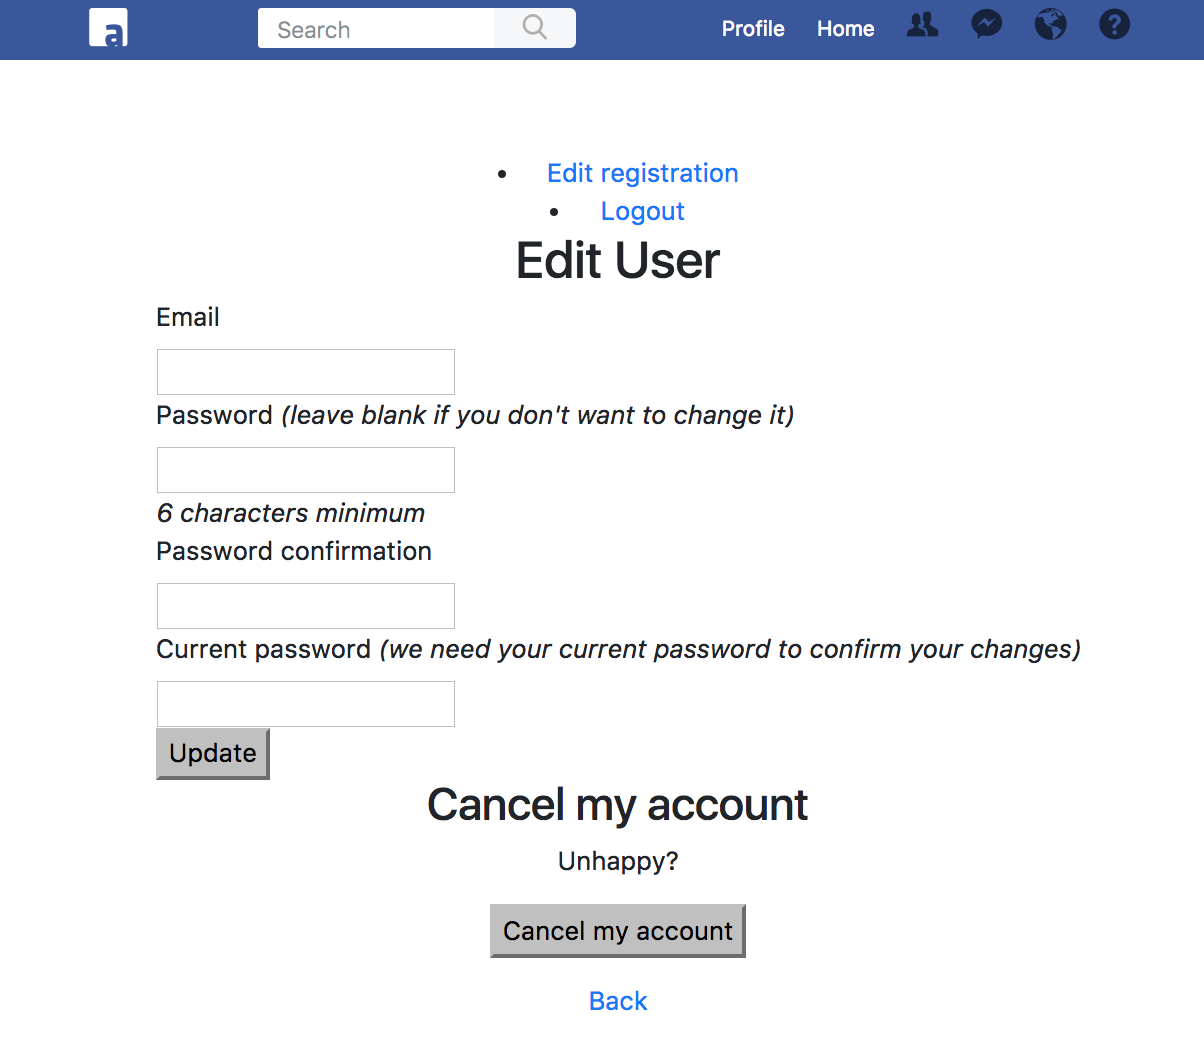 a
Search
Profile
Home
?
• Edit registration
• Logout
Edit User
Email
Password (leave blank if you don't want to change it)
6 characters minimum
Password confirmation
Current password (we need your current password to confirm your changes)
Update
Cancel my account
Unhappy?
Cancel my account
Back